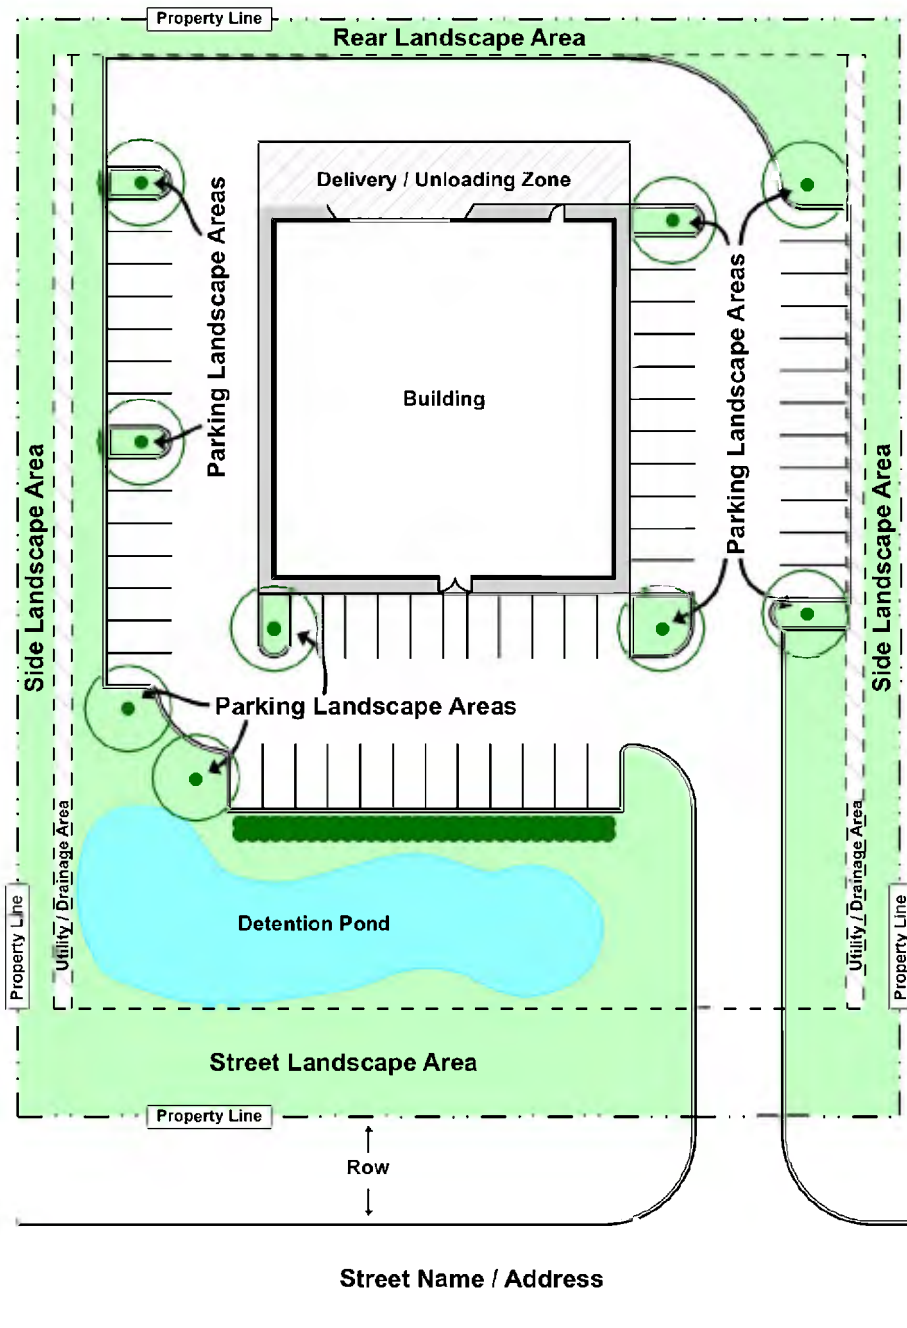 Property Line
Rear Landscape Area
Delivery / Unloading Zone
Parking Landscape Areas
Parking Landscape Areas
Building
Side Landscape Area
Side Landscape Area
Parking Landscape Areas
Utility / Drainage Area
Utility / Drainage Area
Property Line
Detention Pond
Property Line
Street Landscape Area
Property Line
Row
Street Name / Address